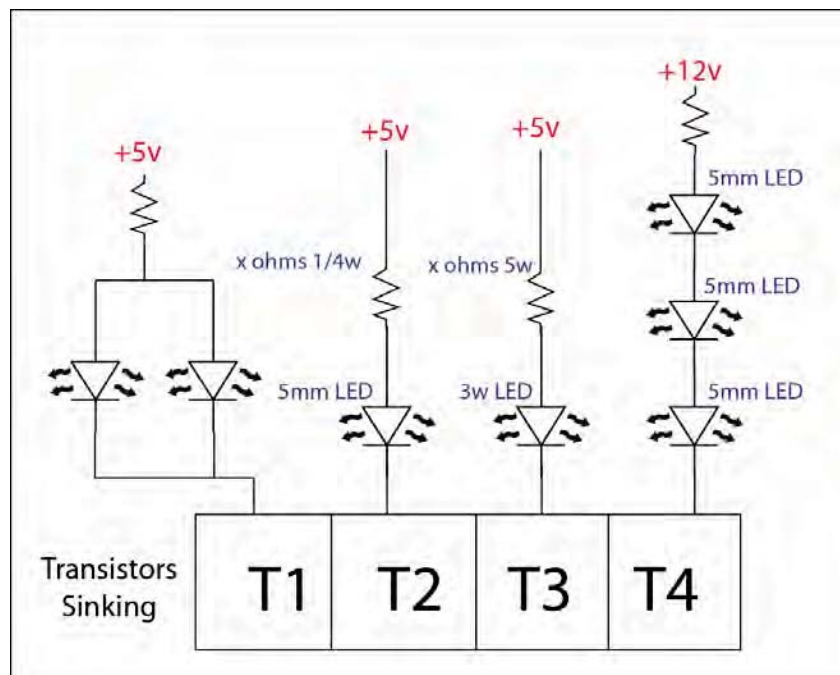 +12v
+5v
+5v
+5v
5mm LED
x ohms 1/4w
x ohms 5w
5mm LED
5mm LED
3w LED
5mm LED
Transistors
Sinking
T1
T2
T3
T4